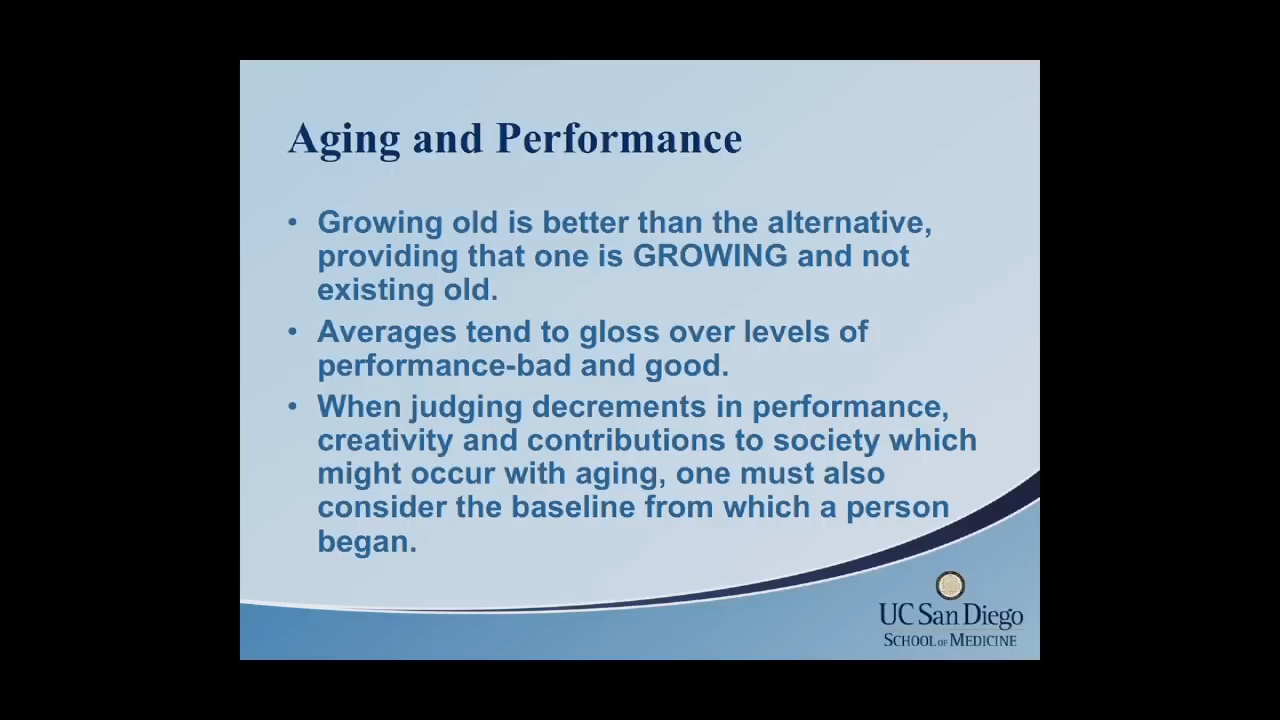 Aging and Performance
• Growing old is better than the alternative,
providing that one is GROWING and not
existing old.
• Averages tend to gloss over levels of
performance-bad and good.
• When judging decrements in performance,
creativity and contributions to society which
might occur with aging, one must also
consider the baseline from which a person
began.
UC San Diego
SCHOOL OF MEDICINE